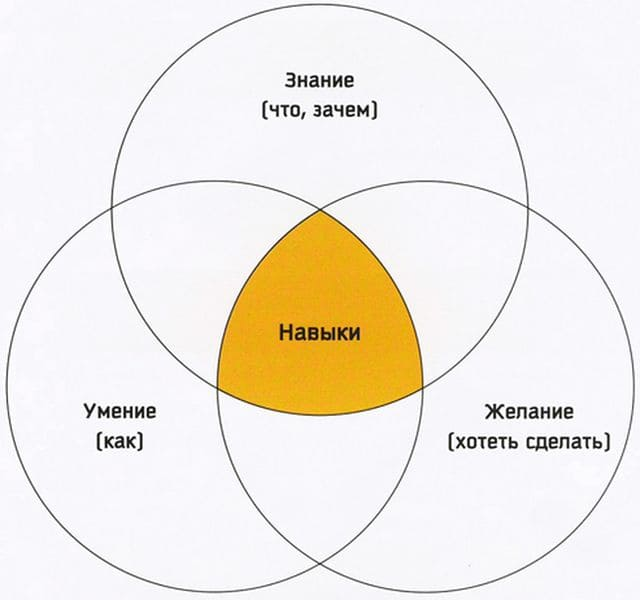 Знание
(что, зачем)
Навыки
Умение
(как)
Желание
(хотеть сделать)